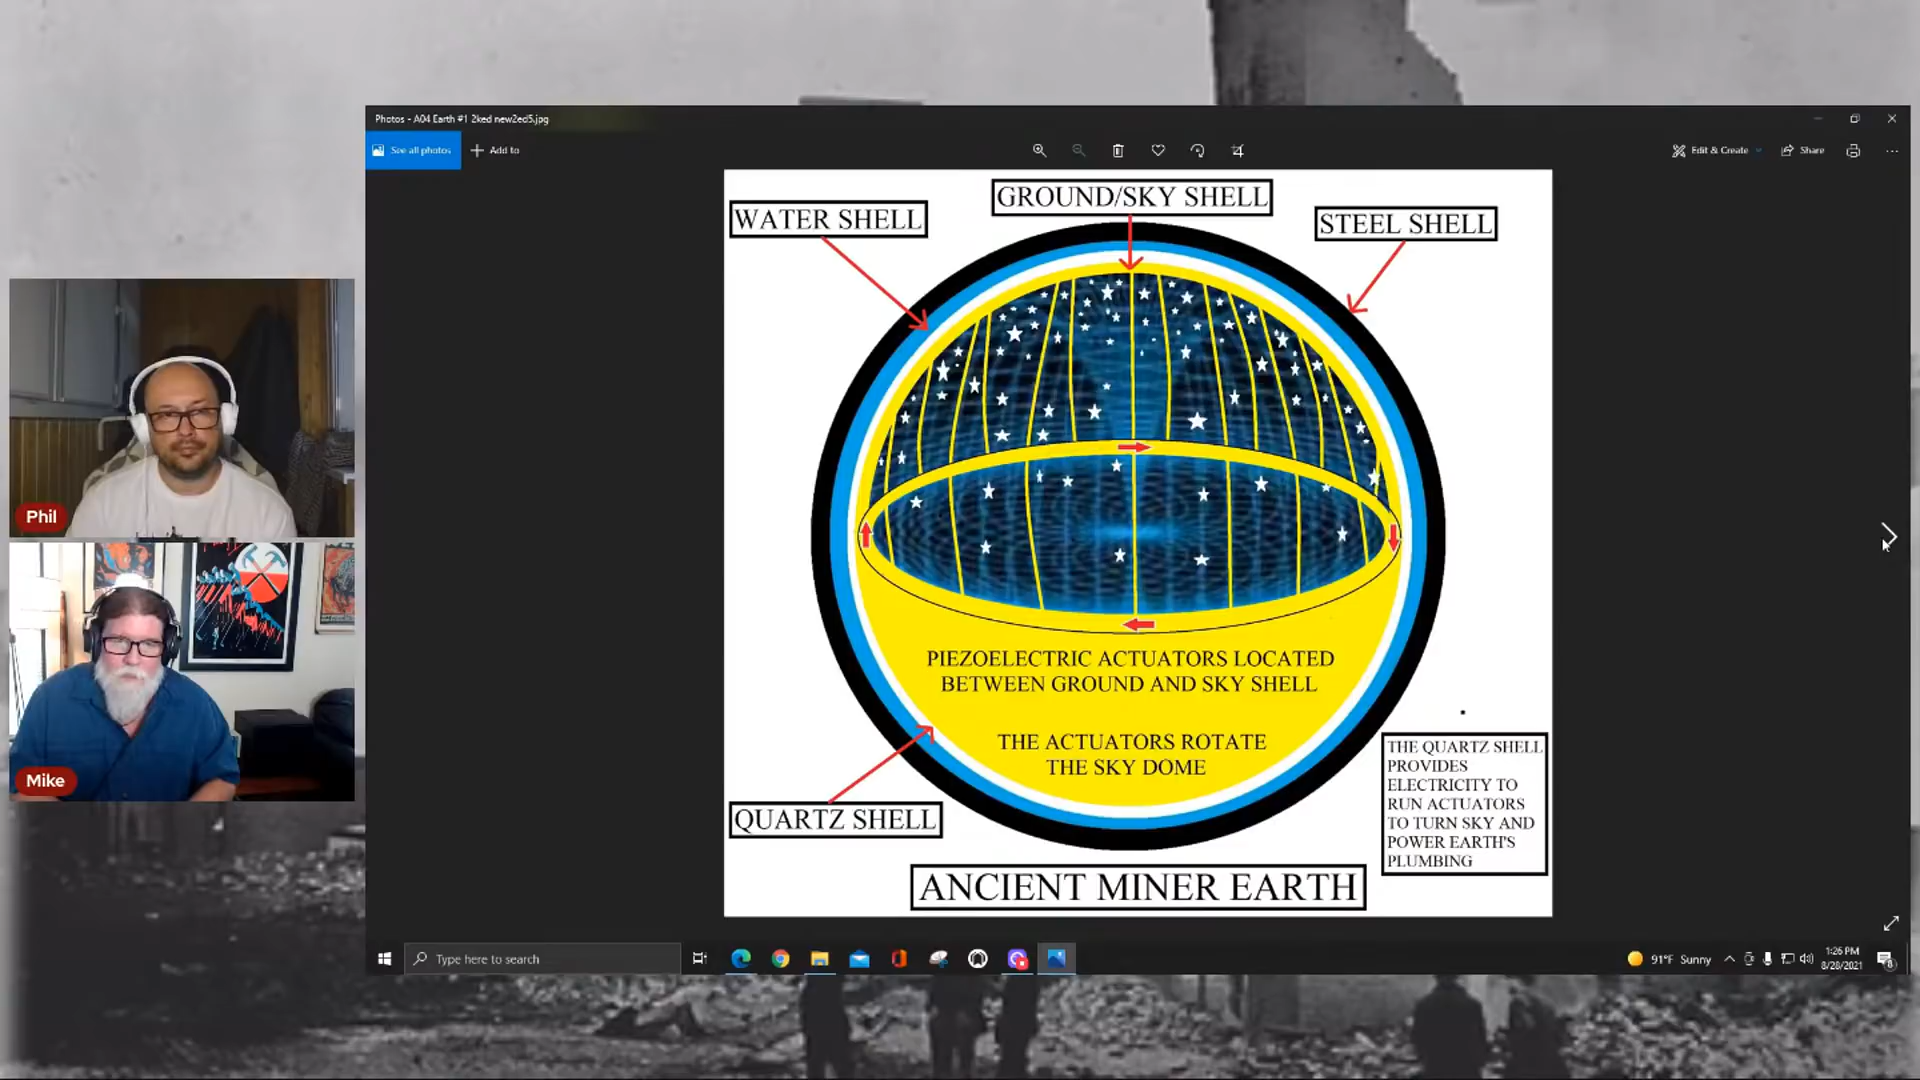 Photos - A04 Earth #1 2ked new2ed5.jpg
See all photos
Add to
Edit & Create
Share
GROUND/SKY SHELL
WATER SHELL
STEEL SHELL
PIEZOELECTRIC ACTUATORS LOCATED
BETWEEN GROUND AND SKY SHELL
THE ACTUATORS ROTATE
THE SKY DOME
QUARTZ SHELL
THE QUARTZ SHELL
PROVIDES
ELECTRICITY TO
RUN ACTUATORS
TO TURN SKY AND
POWER EARTH'S
PLUMBING
ANCIENT MINER EARTH
Phil
Mike
Type here to search
91°F Sunny
1:26 PM
8/28/2021